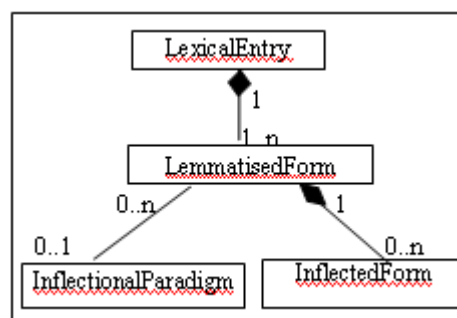 LexicalEntry
1
1..n
LemmatisedForm
0..n
1
0..1
0..n
InflectionalParadigm
InflectedForm